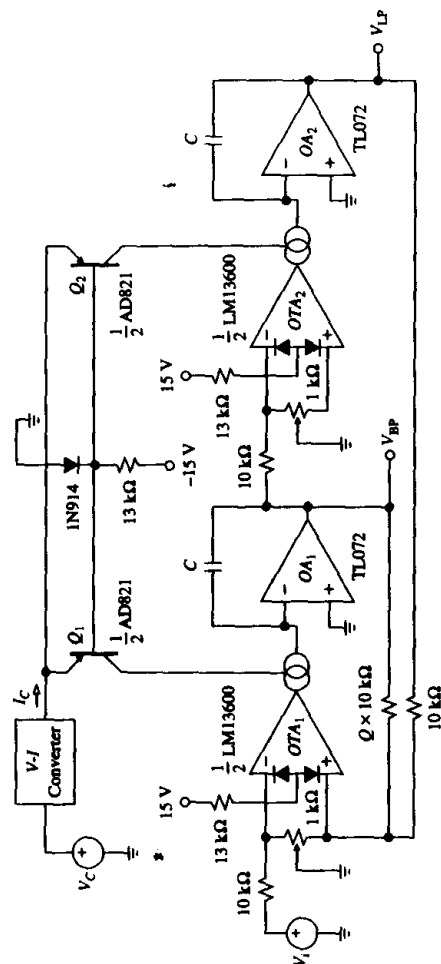 V_C
V-I
Converter
I_C
Q_1
1/2 AD821
1N914
13 kΩ
-15 V
Q_2
1/2 AD821
V_i
10 kΩ
15 V
13 kΩ
1 kΩ
1/2 LM13600
OTA_1
C
OA_1
TL072
V_BP
Q × 10 kΩ
10 kΩ
10 kΩ
15 V
13 kΩ
1 kΩ
1/2 LM13600
OTA_2
C
OA_2
TL072
V_LP